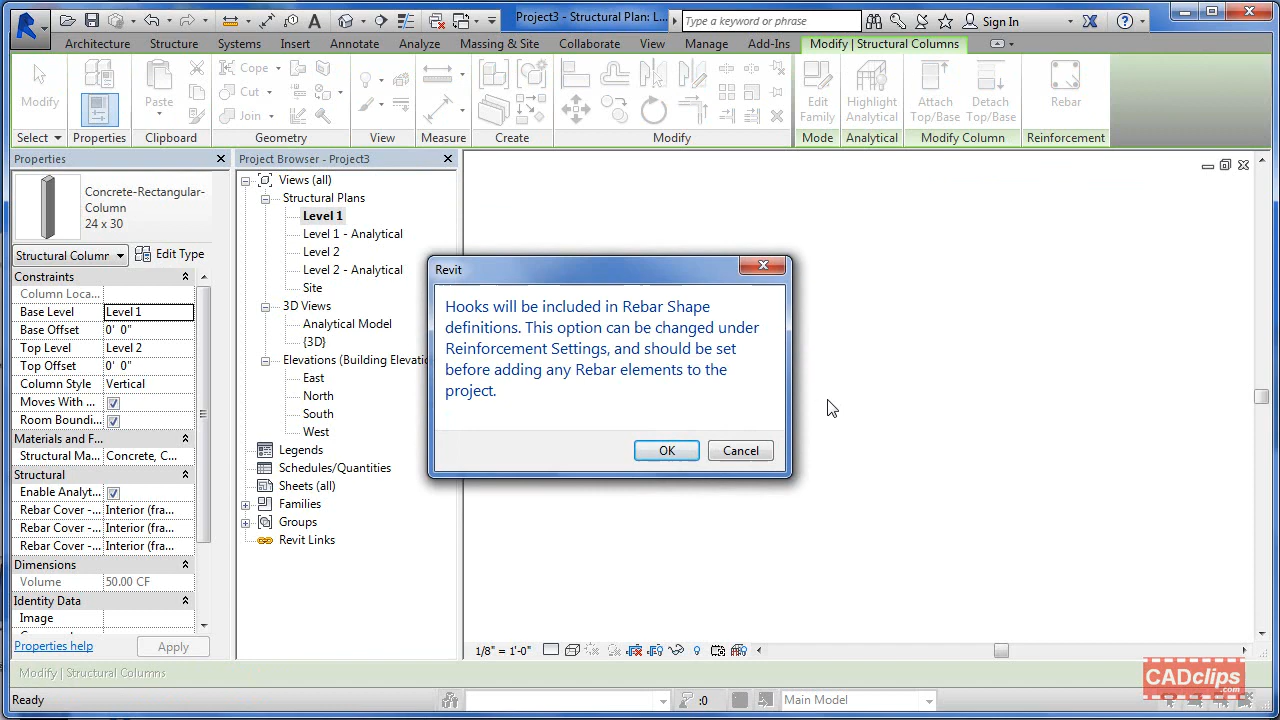 Project3 - Structural Plan: L...
Type a keyword or phrase
Sign In
Architecture
Structure
Systems
Insert
Annotate
Analyze
Massing & Site
Collaborate
View
Manage
Add-Ins
Modify | Structural Columns
Modify
Paste
Cope
Cut
Join
Edit
Family
Highlight
Analytical
Attach
Top/Base
Detach
Top/Base
Rebar
Select
Properties
Clipboard
Geometry
View
Measure
Create
Modify
Mode
Analytical
Modify Column
Reinforcement
Properties
Concrete-Rectangular-
Column
24 x 30
Structural Column
Edit Type
Constraints
Column Loca...
Base Level Level 1
Base Offset 0' 0"
Top Level Level 2
Top Offset 0' 0"
Column Style Vertical
Moves With
Room Boundi...
Materials and F...
Structural Ma... Concrete, C...
Structural
Enable Analyt...
Rebar Cover -... Interior (fra...
Rebar Cover -... Interior (fra...
Rebar Cover -... Interior (fra...
Dimensions
Volume 50.00 CF
Identity Data
Image
Properties help
Apply
Project Browser - Project3
Views (all)
Structural Plans
Level 1
Level 1 - Analytical
Level 2
Level 2 - Analytical
Site
3D Views
Analytical Model
{3D}
Elevations (Building Elevatio
East
North
South
West
Legends
Schedules/Quantities
Sheets (all)
Families
Groups
Revit Links
Revit
Hooks will be included in Rebar Shape
definitions. This option can be changed under
Reinforcement Settings, and should be set
before adding any Rebar elements to the
project.
OK
Cancel
1/8" = 1'-0"
Modify | Structural Columns
CADclips
.com
Ready
:0
Main Model